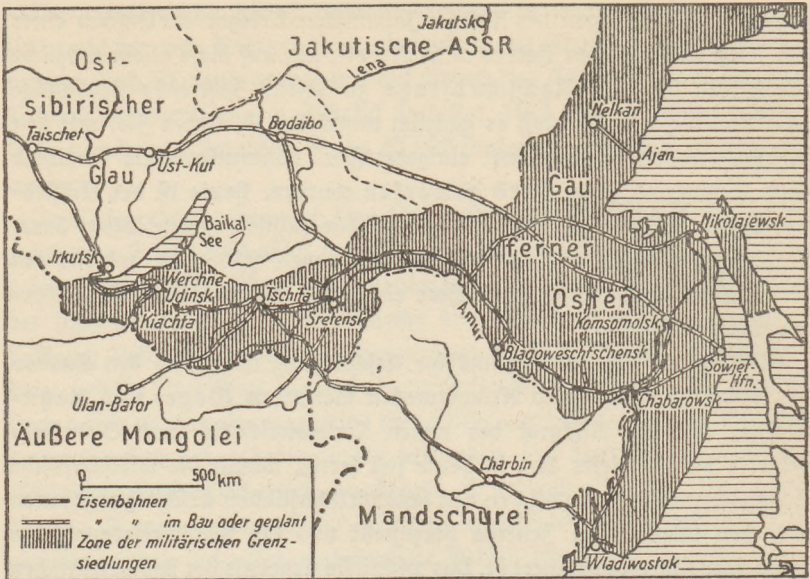 Jakutsk
Jakutische ASSR
Lena
Ost-
sibirischer
Gau
Taischet
Ust-Kut
Bodaibo
Nelkan
Ajan
Gau
ferner
Osten
Nikolajewsk
Baikal-
See
Jrkutsk
Werchne
Udinsk
Kiachta
Tschita
Sretensk
Amur
Komsomolsk
Blagoweschtschensk
Sowjet-
Hfn.
Chabarowsk
Ulan-Bator
Äußere Mongolei
Charbin
Mandschurei
Wladiwostok
0 500 km
Eisenbahnen
" " im Bau oder geplant
Zone der militärischen Grenz-
siedlungen